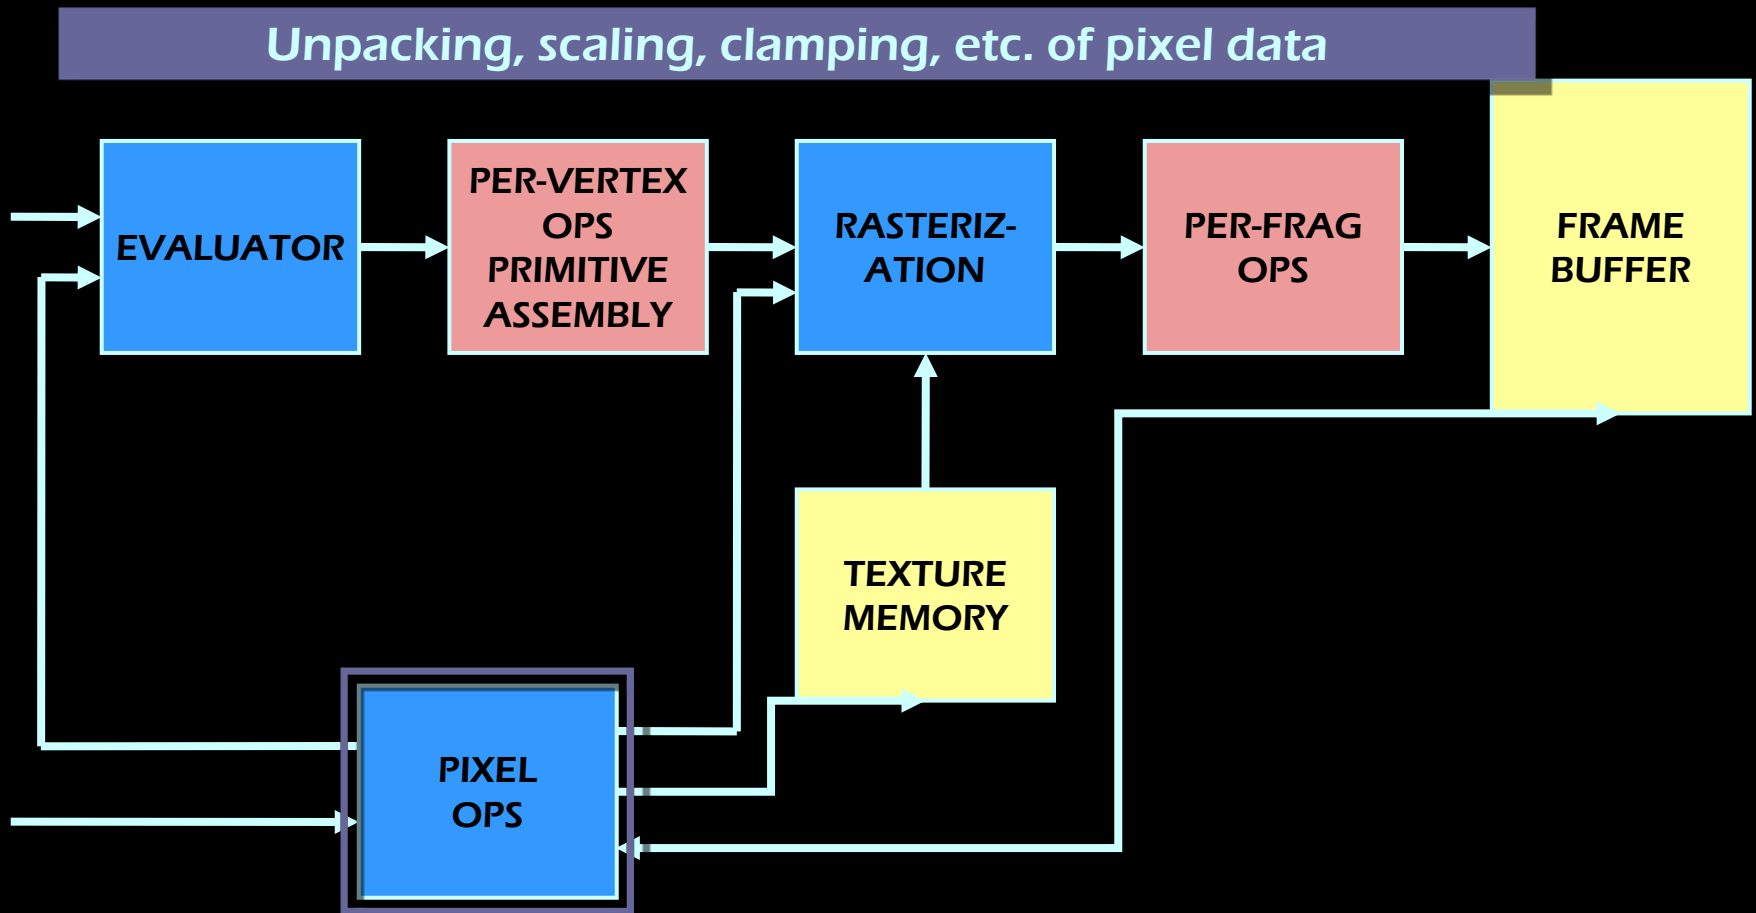 Unpacking, scaling, clamping, etc. of pixel data
EVALUATOR
PER-VERTEX
OPS
PRIMITIVE
ASSEMBLY
RASTERIZ-
ATION
PER-FRAG
OPS
FRAME
BUFFER
TEXTURE
MEMORY
PIXEL
OPS